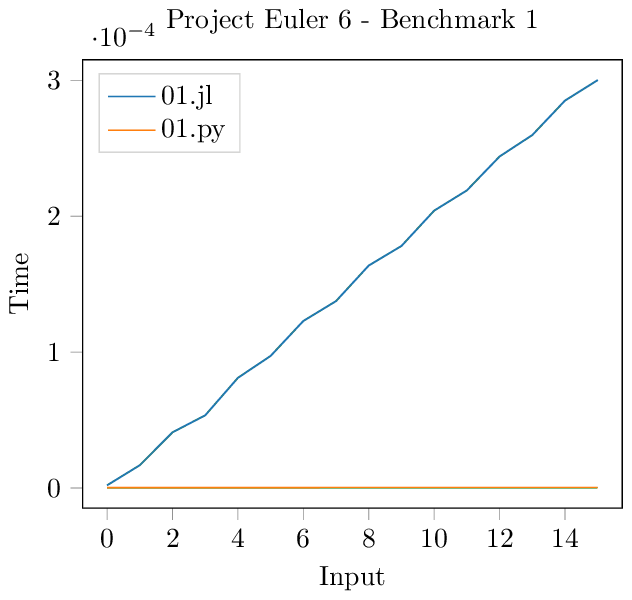 Project Euler 6 - Benchmark 1
·10⁻⁴
01.jl
01.py
3
2
1
0
Time
0 2 4 6 8 10 12 14
Input